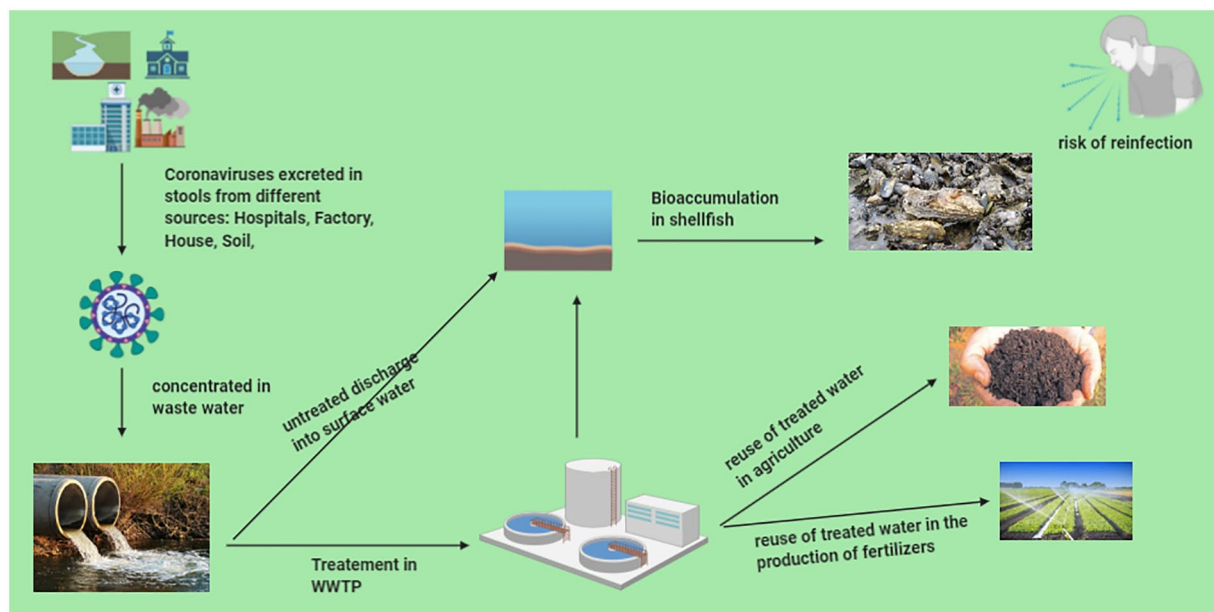 Coronaviruses excreted in
stools from different
sources: Hospitals, Factory,
House, Soil,
concentrated in
waste water
untreated discharge
into surface water
Treatement in
WWTP
Bioaccumulation
in shellfish
risk of reinfection
reuse of treated water
in agriculture
reuse of treated water in the
production of fertilizers